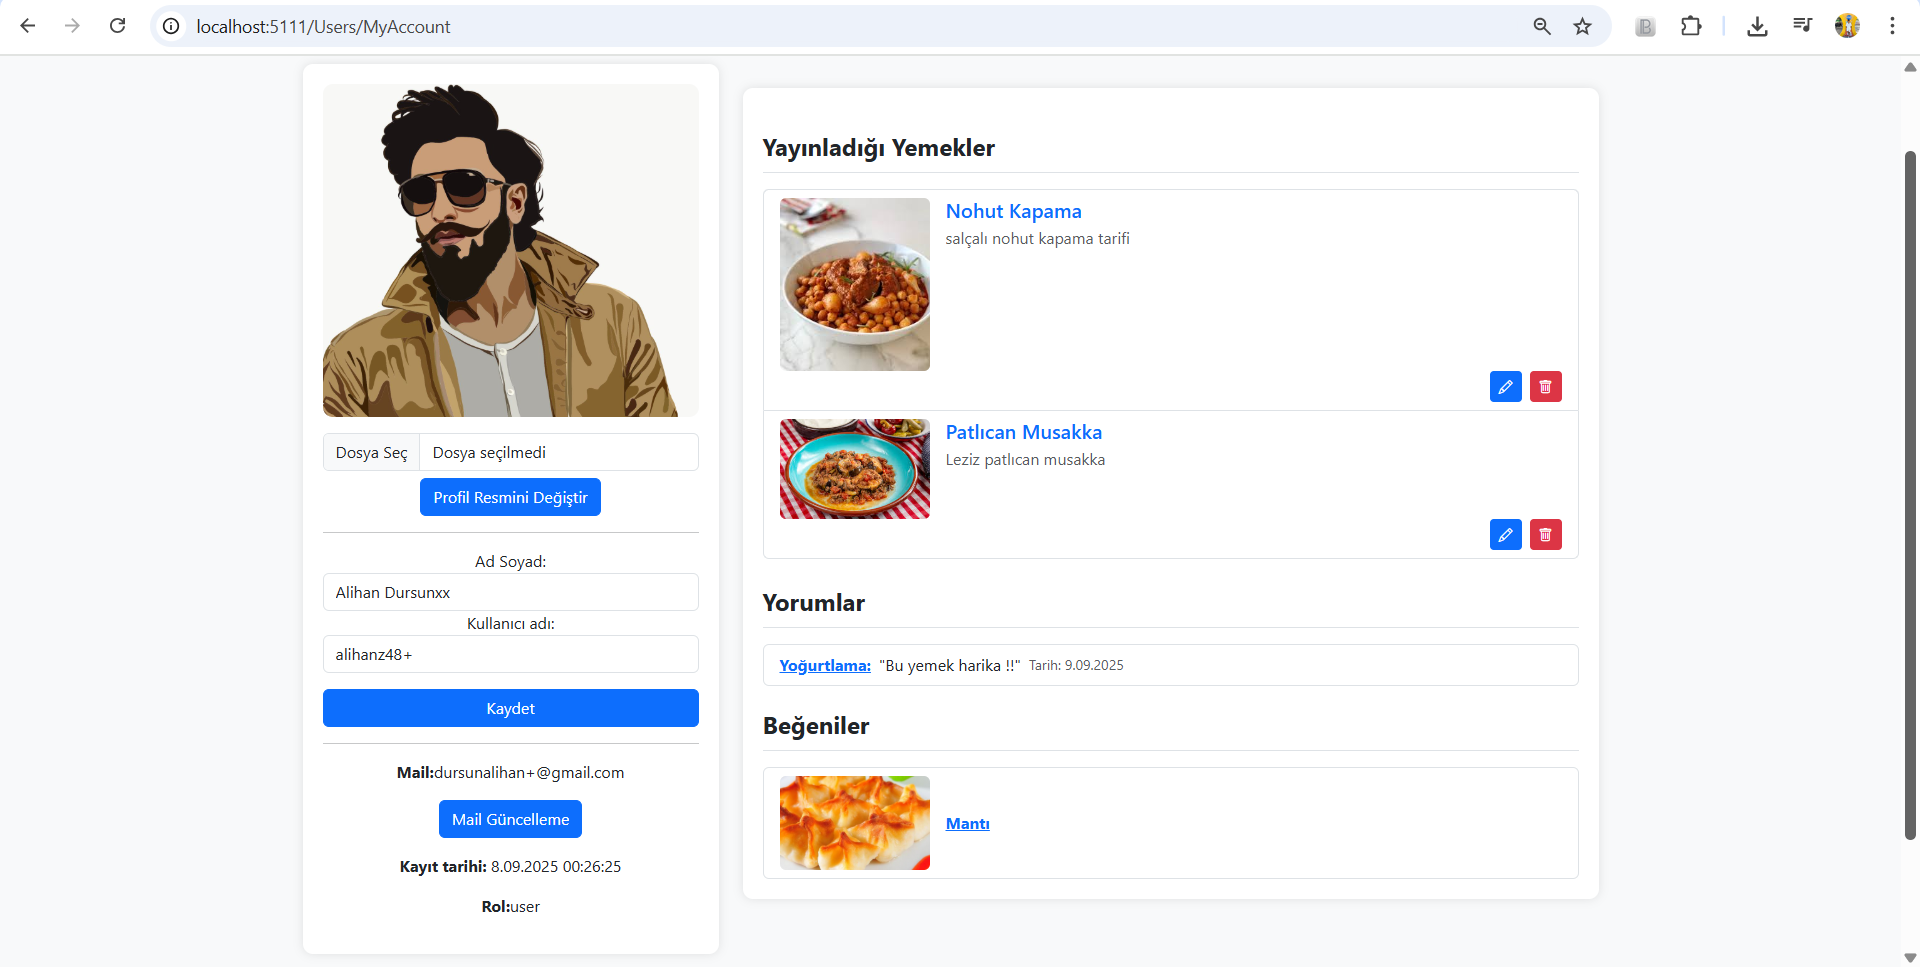 localhost:5111/Users/MyAccount
Dosya Seç Dosya seçilmedi
Profil Resmini Değiştir
Ad Soyad:
Alihan Dursunxx
Kullanıcı adı:
alihanz48+
Kaydet
Mail:dursunalihan+@gmail.com
Mail Güncelleme
Kayıt tarihi: 8.09.2025 00:26:25
Rol:user
Yayınladığı Yemekler
Nohut Kapama
salçalı nohut kapama tarifi
Patlıcan Musakka
Leziz patlıcan musakka
Yorumlar
Yoğurtlama: "Bu yemek harika !!" Tarih: 9.09.2025
Beğeniler
Mantı